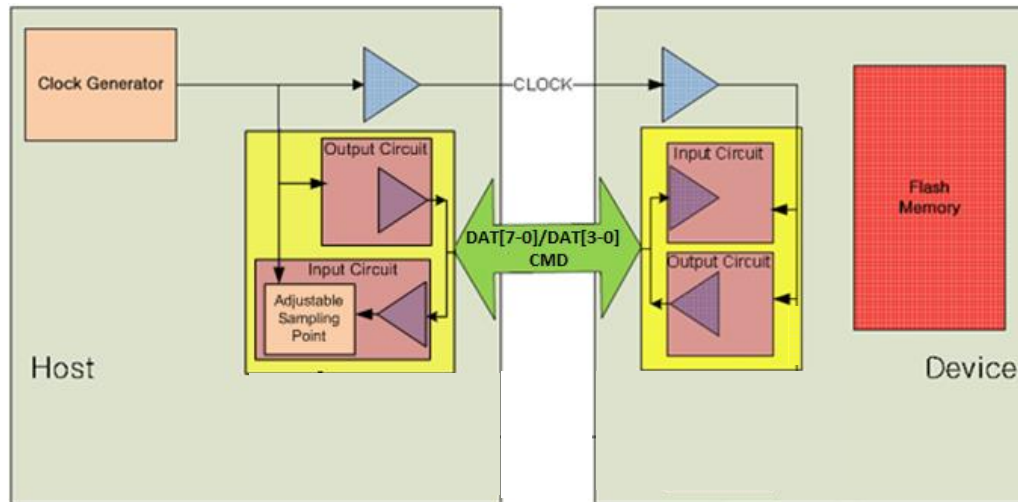 Clock Generator
CLOCK
Output Circuit
Input Circuit
Adjustable
Sampling
Point
Host
DAT[7-0]/DAT[3-0]
CMD
Input Circuit
Output Circuit
Flash
Memory
Device